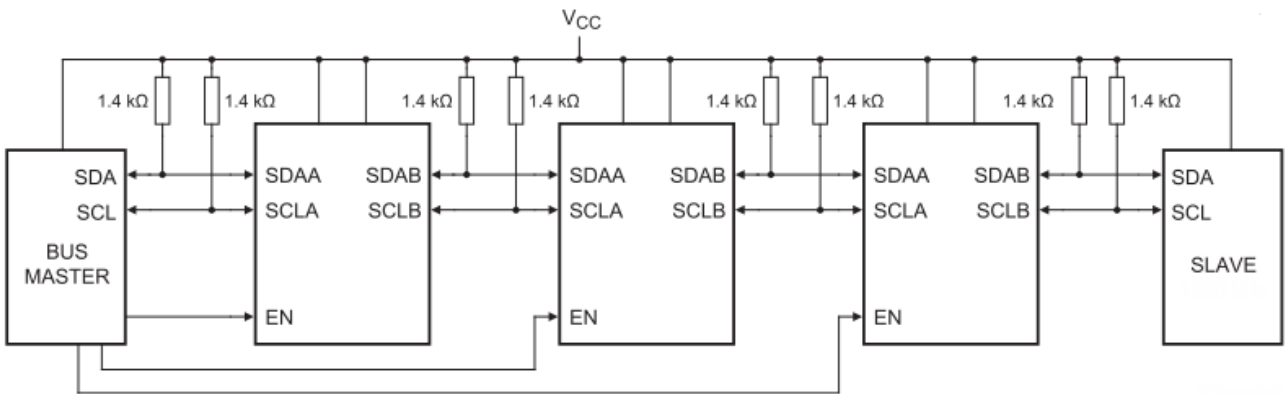 VCC
1.4 kΩ 1.4 kΩ 1.4 kΩ 1.4 kΩ 1.4 kΩ 1.4 kΩ 1.4 kΩ 1.4 kΩ
SDA SDAA SDAB SDAA SDAB SDAA SDAB SDA
SCL SCLA SCLB SCLA SCLB SCLA SCLB SCL
BUS
MASTER
SLAVE
EN EN EN